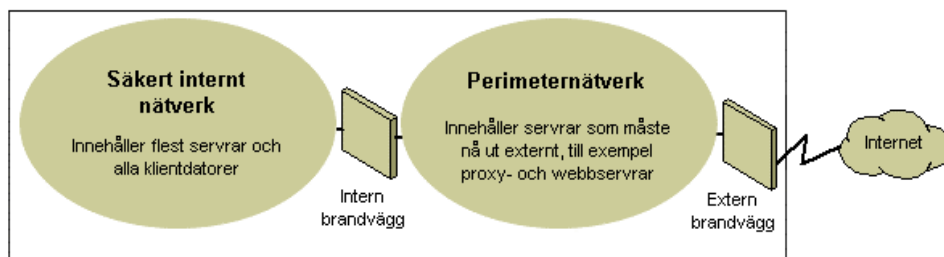 Säkert internt
nätverk
Innehåller flest servrar och
alla klientdatorer
Intern
brandvägg
Perimeternätverk
Innehåller servrar som måste
nå ut externt, till exempel
proxy- och webbservrar
Extern
brandvägg
Internet